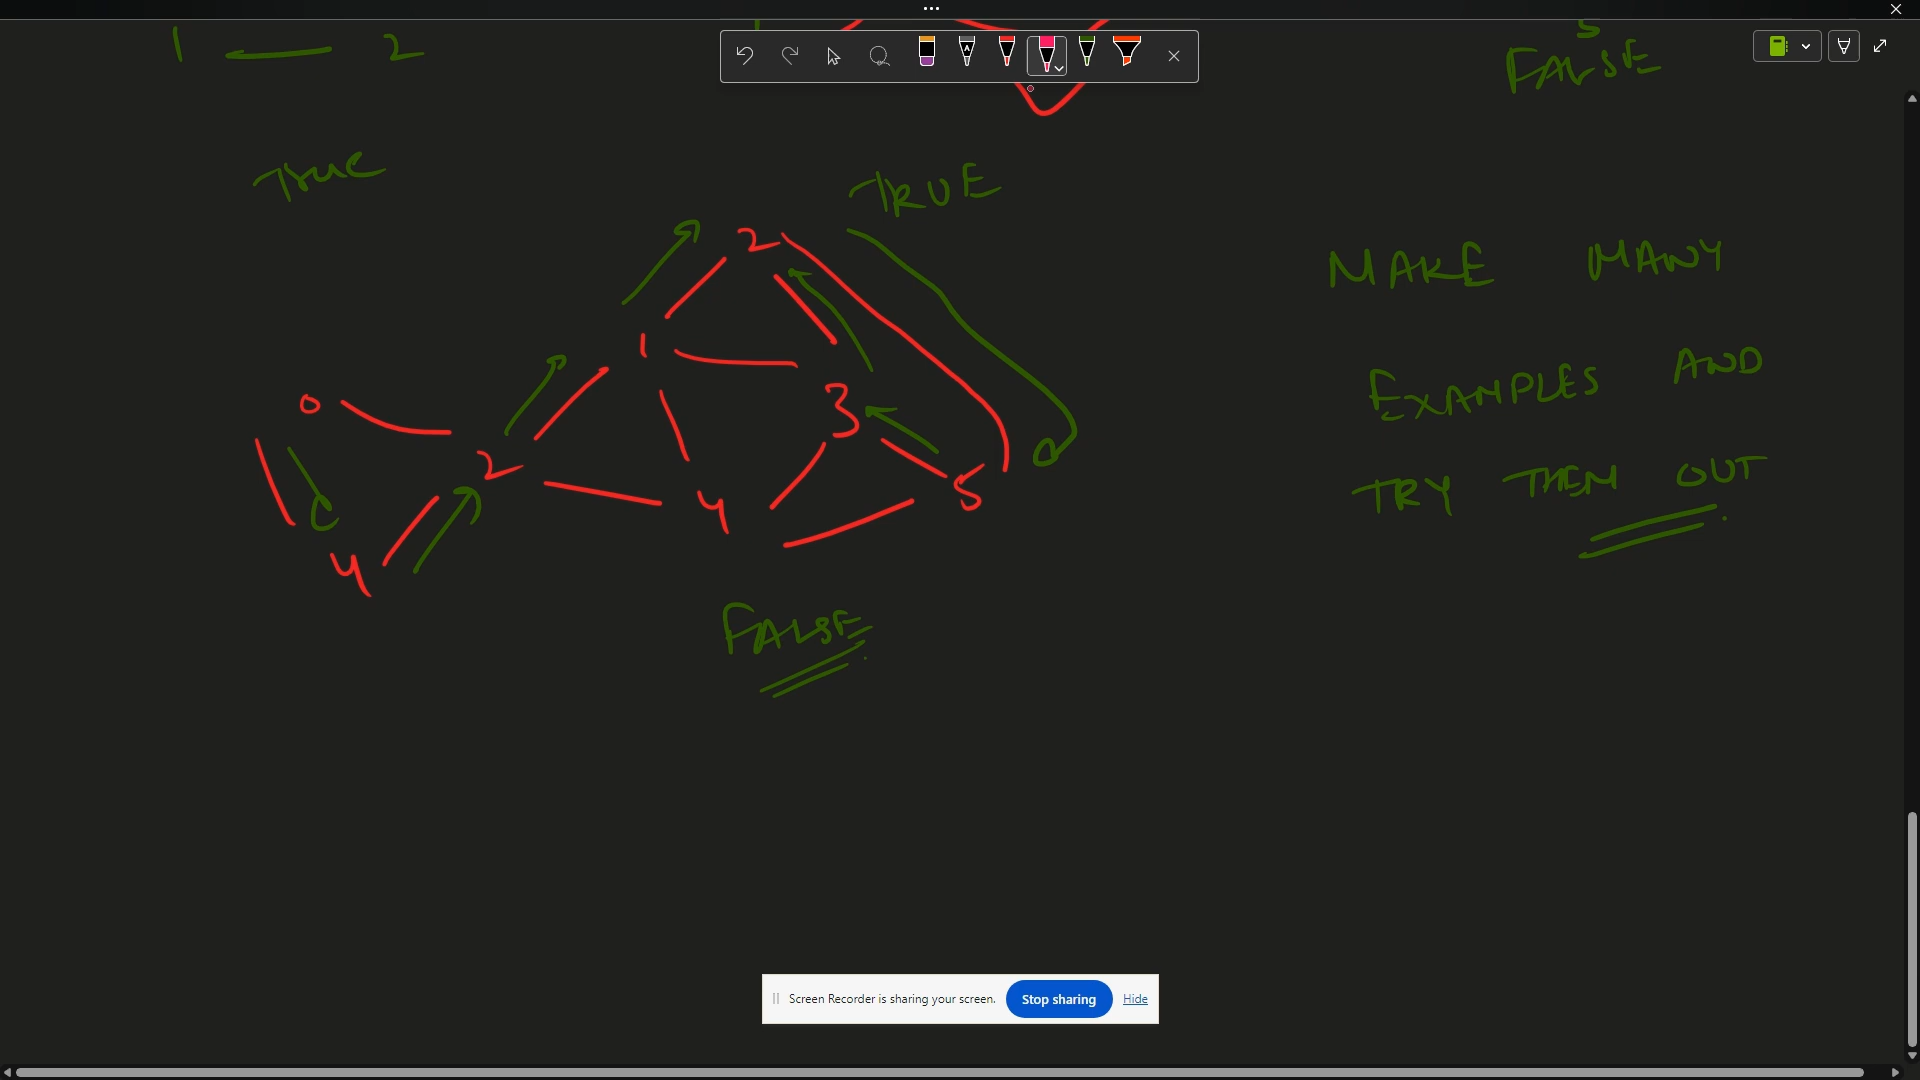 1 2
5
FALSE
True
TRUE
2
MAKE MANY
1
EXAMPLES AND
0
3
2
TRY THEM OUT
4
5
4
FALSE
Screen Recorder is sharing your screen. Stop sharing Hide